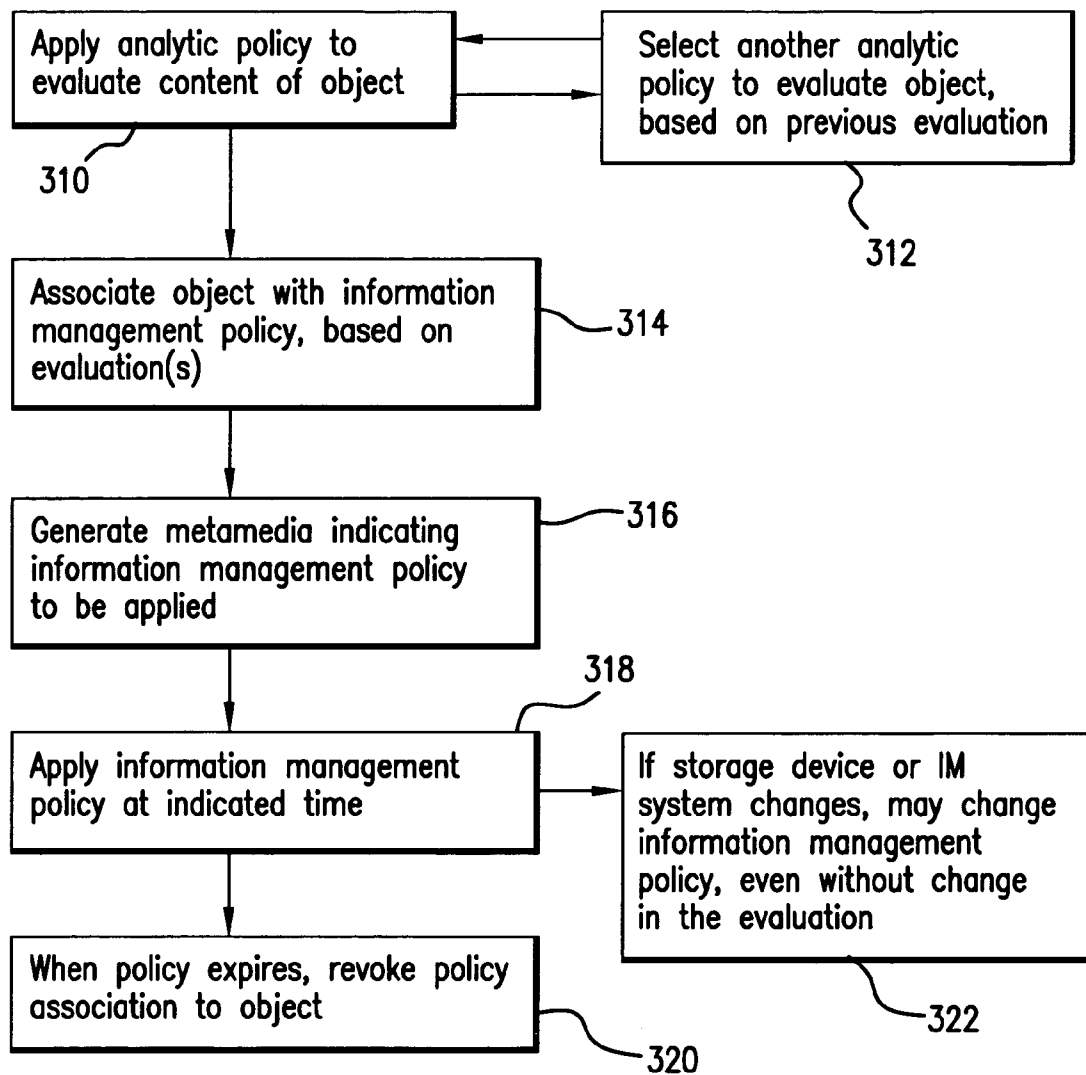 Apply analytic policy to
evaluate content of object
310
Select another analytic
policy to evaluate object,
based on previous evaluation
312
Associate object with information
management policy, based on
evaluation(s)
314
Generate metamedia indicating
information management policy
to be applied
316
Apply information management
policy at indicated time
318
If storage device or IM
system changes, may change
information management
policy, even without change
in the evaluation
322
When policy expires, revoke policy
association to object
320